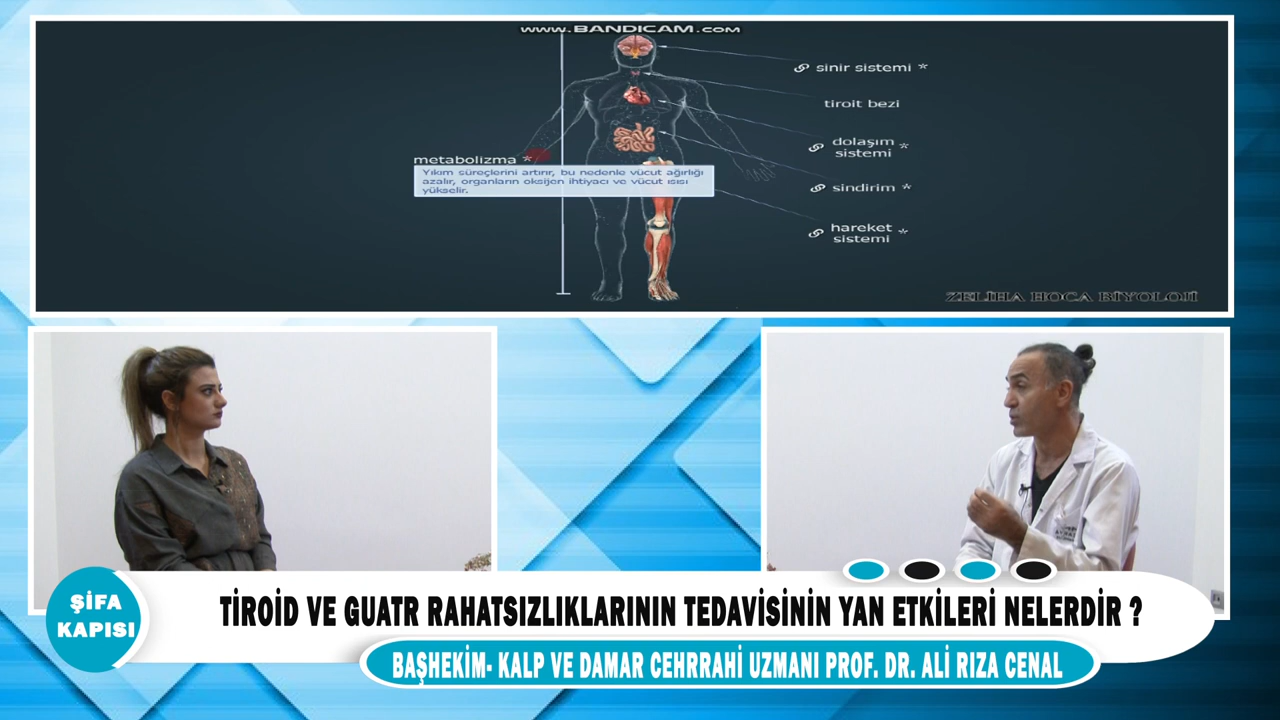 www.BANDICAM.com
sinir sistemi *
tiroit bezi
dolaşım
sistemi *
metabolizma *
Yıkım süreçlerini artırır, bu nedenle vücut ağırlığı
azalır, organların oksijen ihtiyacı ve vücut ısısı
yükselir.
sindirim *
hareket
sistemi *
ZELİHA HOCA BİYOLOJİ
ŞİFA
KAPISI
TİROİD VE GUATR RAHATSIZLIKLARININ TEDAVİSİNİN YAN ETKİLERİ NELERDİR ?
BAŞHEKİM- KALP VE DAMAR CEHRRAHİ UZMANI PROF. DR. ALİ RIZA CENAL